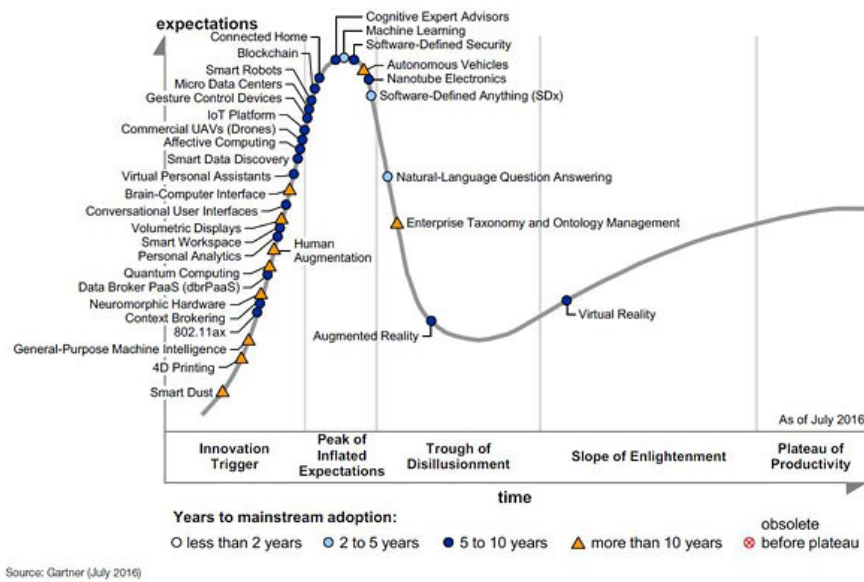 expectations
Cognitive Expert Advisors
Machine Learning
Connected Home
Software-Defined Security
Blockchain
Autonomous Vehicles
Smart Robots
Nanotube Electronics
Micro Data Centers
Gesture Control Devices
Software-Defined Anything (SDx)
IoT Platform
Commercial UAVs (Drones)
Affective Computing
Smart Data Discovery
Virtual Personal Assistants
Natural-Language Question Answering
Brain-Computer Interface
Conversational User Interfaces
Volumetric Displays
Enterprise Taxonomy and Ontology Management
Smart Workspace
Personal Analytics
Human
Augmentation
Quantum Computing
Data Broker PaaS (dbrPaaS)
Neuromorphic Hardware
Context Brokering
802.11ax
Augmented Reality
Virtual Reality
General-Purpose Machine Intelligence
4D Printing
Smart Dust
As of July 2016
Innovation
Trigger
Peak of
Inflated
Expectations
Trough of
Disillusionment
Slope of Enlightenment
Plateau of
Productivity
time
Years to mainstream adoption:
less than 2 years
2 to 5 years
5 to 10 years
more than 10 years
obsolete
before plateau
Source: Gartner (July 2016)